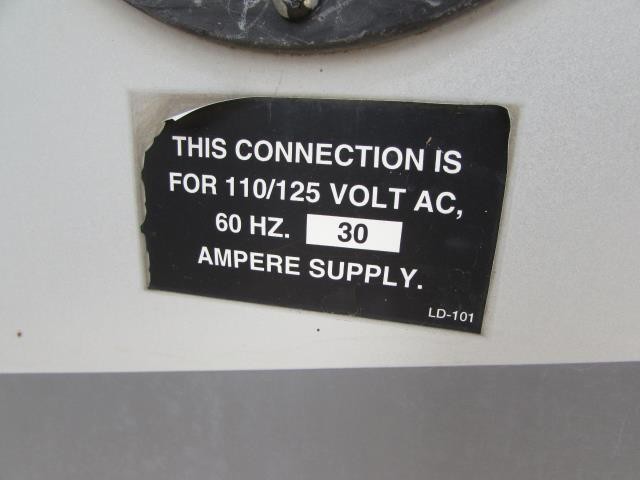 THIS CONNECTION IS
FOR 110/125 VOLT AC,
60 HZ. 30
AMPERE SUPPLY.
LD-101